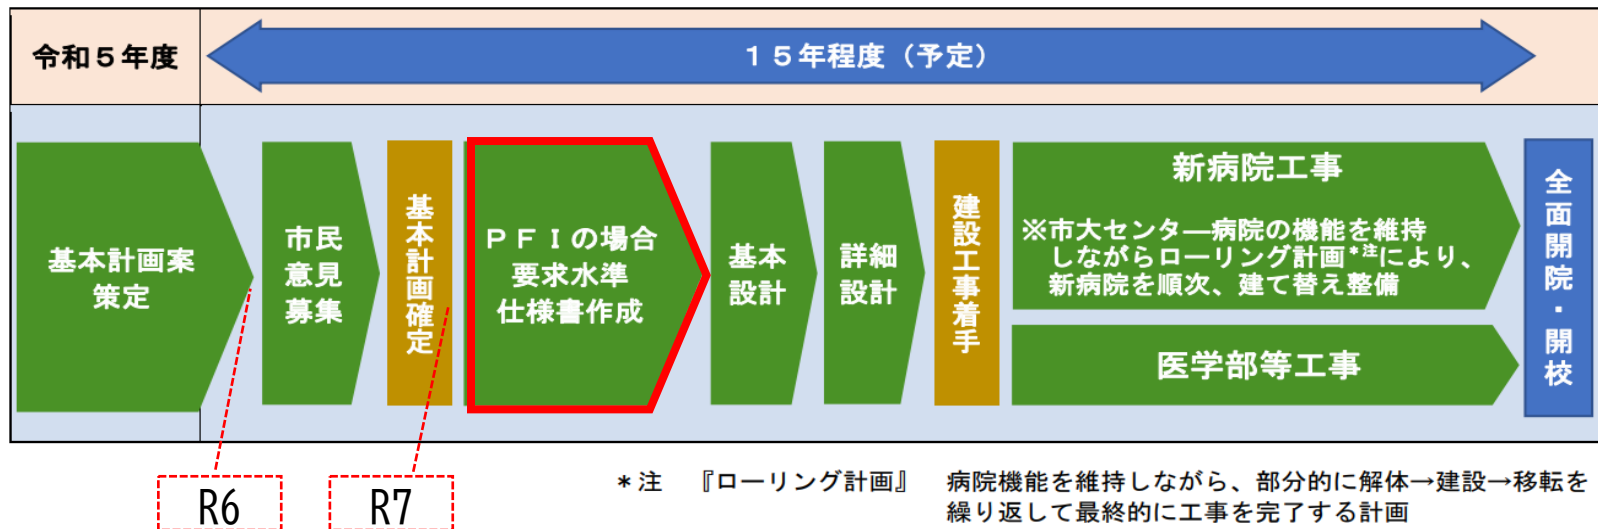 令和５年度
１５年程度（予定）
基本計画案
策定
市民
意見
募集
基本計画確定
ＰＦＩの場合
要求水準
仕様書作成
基本
設計
詳細
設計
建設工事着手
新病院工事
※市大センター病院の機能を維持
しながらローリング計画*注により、
新病院を順次、建て替え整備
医学部等工事
全面開院・開校
R6
R7
*注　『ローリング計画』　病院機能を維持しながら、部分的に解体→建設→移転を
繰り返して最終的に工事を完了する計画